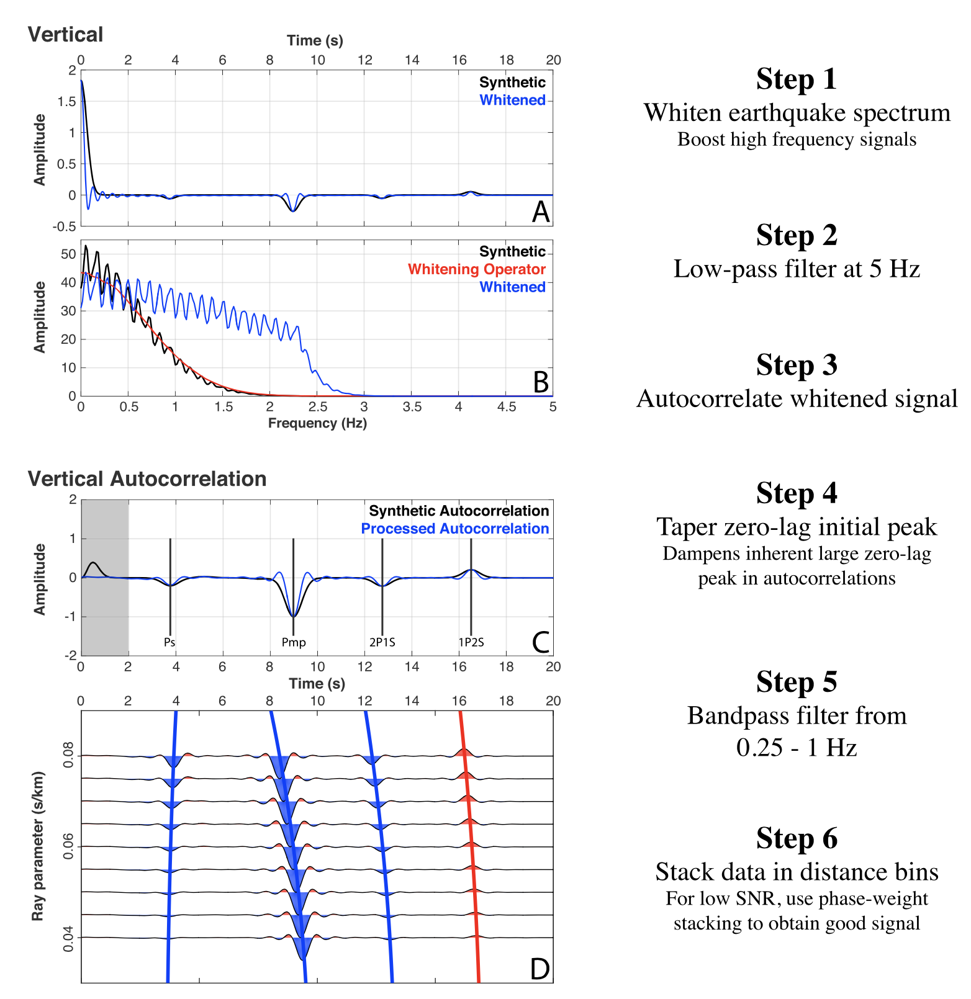 Vertical
Time (s)
0 2 4 6 8 10 12 14 16 18 20
2
1.5
1
0.5
0
-0.5
Amplitude
Synthetic
Whitened
A
50
40
30
20
10
0
Amplitude
Synthetic
Whitening Operator
Whitened
B
0 0.5 1 1.5 2 2.5 3 3.5 4 4.5 5
Frequency (Hz)
Vertical Autocorrelation
2
1
0
-1
-2
Amplitude
Synthetic Autocorrelation
Processed Autocorrelation
Ps Pmp 2P1S 1P2S
C
0 2 4 6 8 10 12 14 16 18 20
Time (s)
0 2 4 6 8 10 12 14 16 18 20
0.08
0.06
0.04
Ray parameter (s/km)
D
Step 1
Whiten earthquake spectrum
Boost high frequency signals
Step 2
Low-pass filter at 5 Hz
Step 3
Autocorrelate whitened signal
Step 4
Taper zero-lag initial peak
Dampens inherent large zero-lag
peak in autocorrelations
Step 5
Bandpass filter from
0.25 - 1 Hz
Step 6
Stack data in distance bins
For low SNR, use phase-weight
stacking to obtain good signal